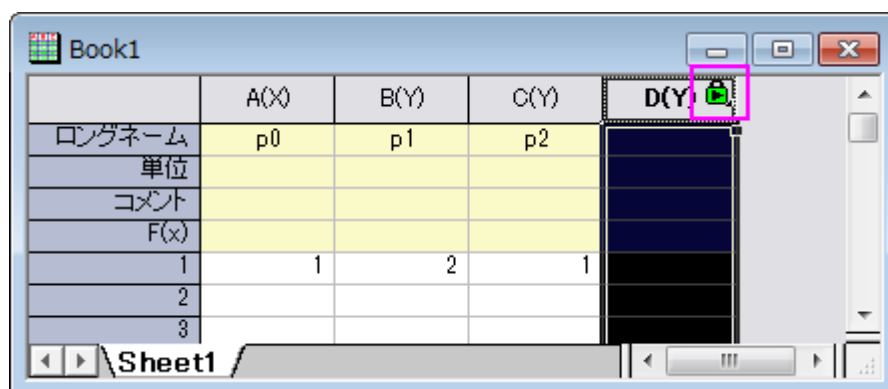 Book1
A(X) B(Y) C(Y) D(Y)
ロングネーム p0 p1 p2
単位
コメント
F(x)
1 1 2 1
2
3
Sheet1